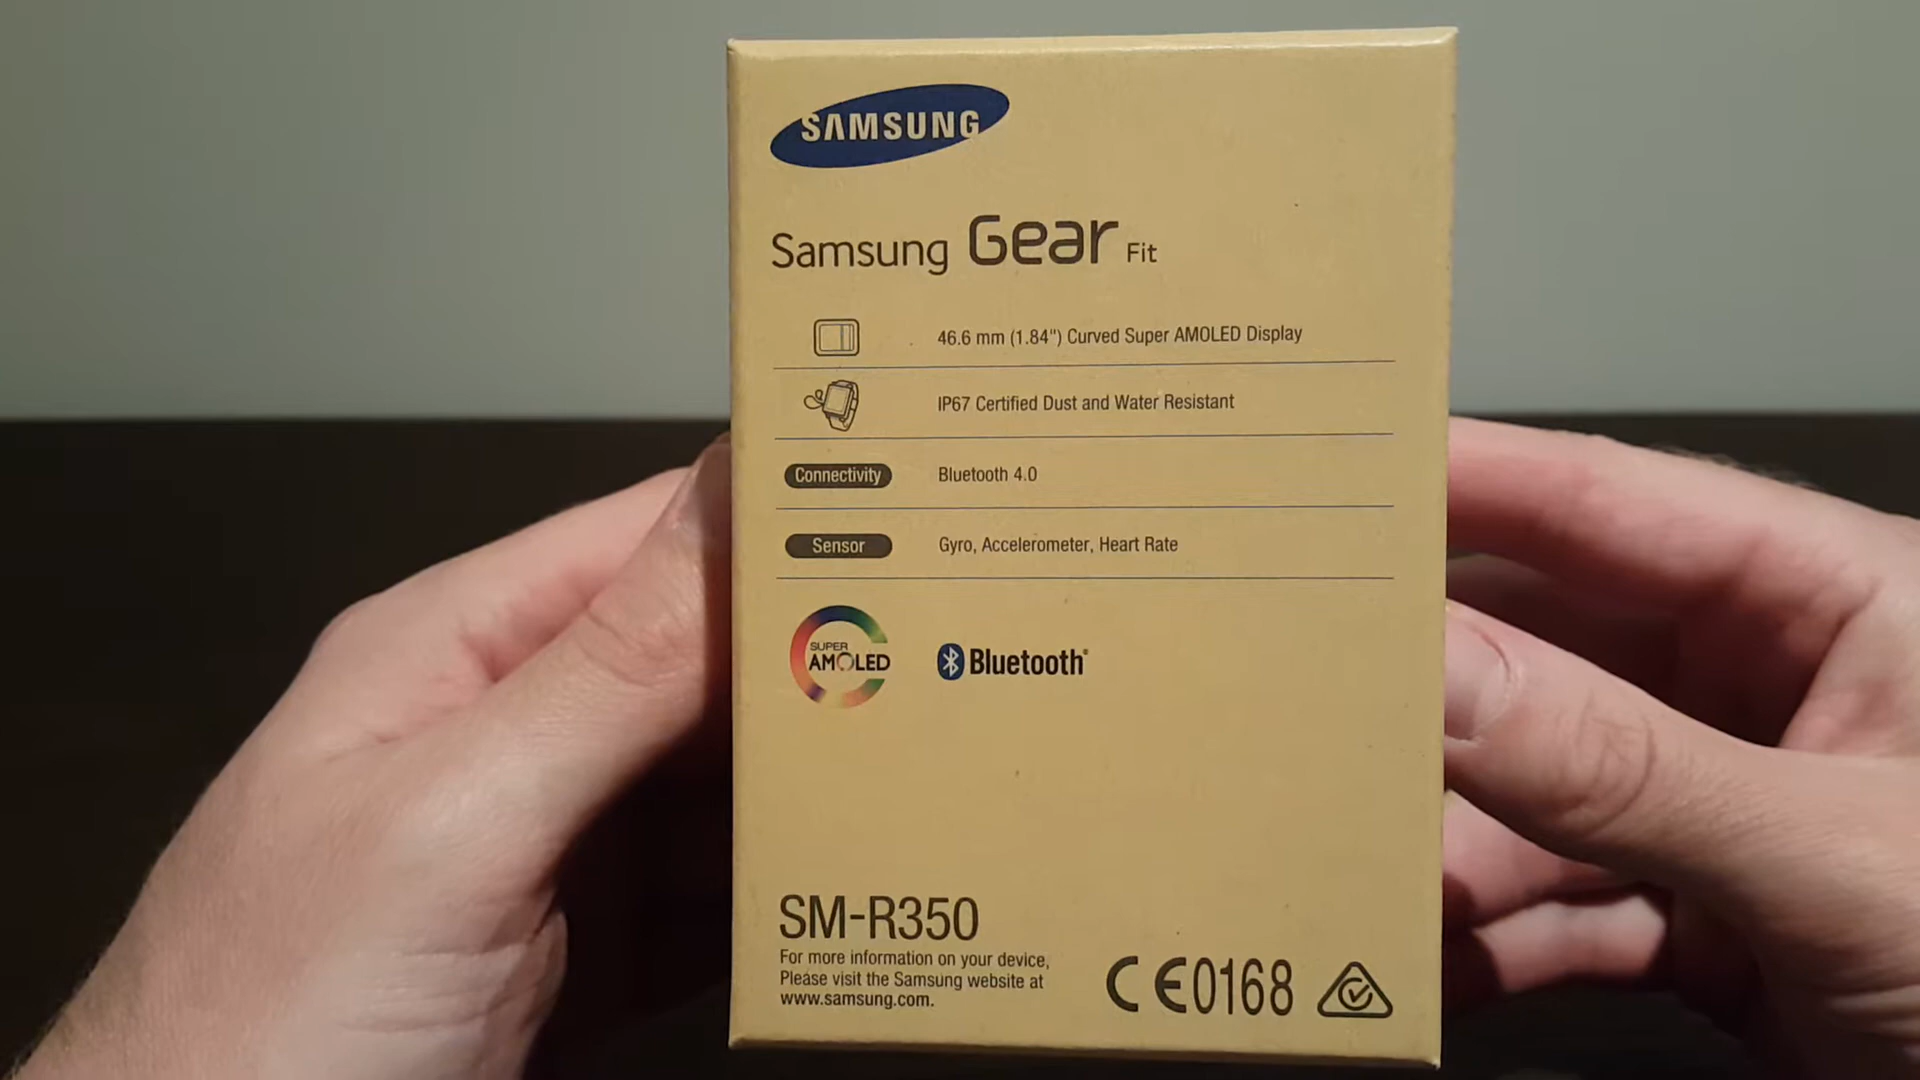 SAMSUNG
Samsung Gear Fit
46.6 mm (1.84") Curved Super AMOLED Display
IP67 Certified Dust and Water Resistant
Connectivity Bluetooth 4.0
Sensor Gyro, Accelerometer, Heart Rate
SUPER
AMOLED
Bluetooth®
SM-R350
For more information on your device,
Please visit the Samsung website at
www.samsung.com.
CE0168